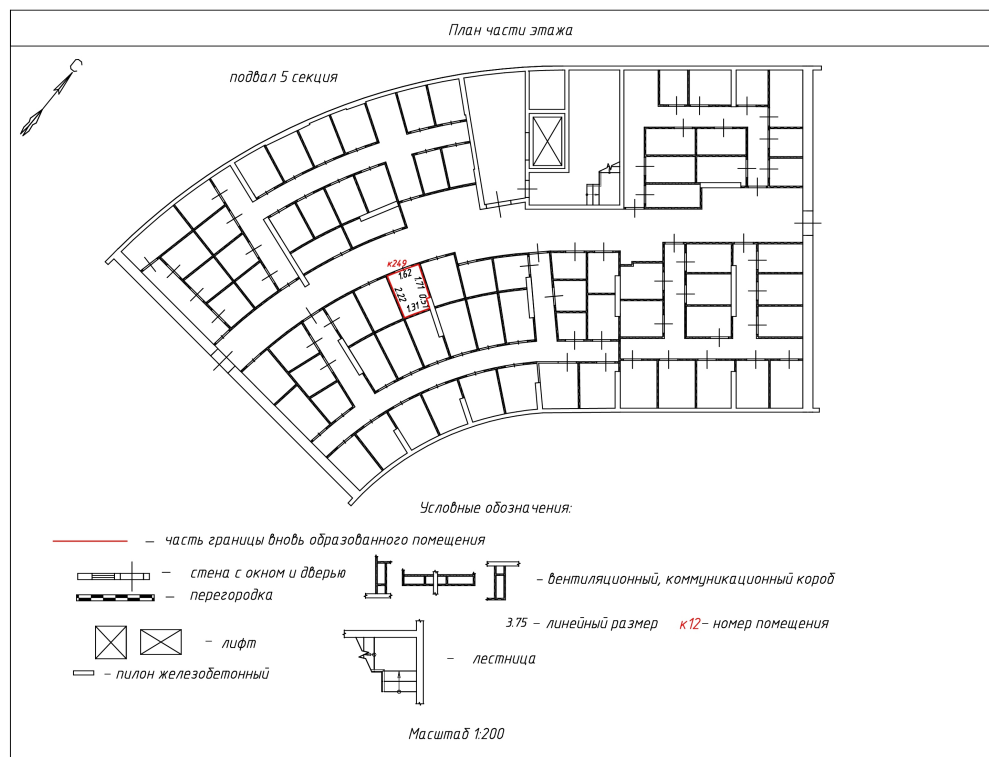 План части этажа
С
подвал 5 секция
к249
1.62
1.71
2.22
0.51
1.31
Условные обозначения:
— часть границы вновь образованного помещения
— стена с окном и дверью
— перегородка
— вентиляционный, коммуникационный короб
3.75 — линейный размер к12— номер помещения
— лифт
— лестница
— пилон железобетонный
Масштаб 1:200